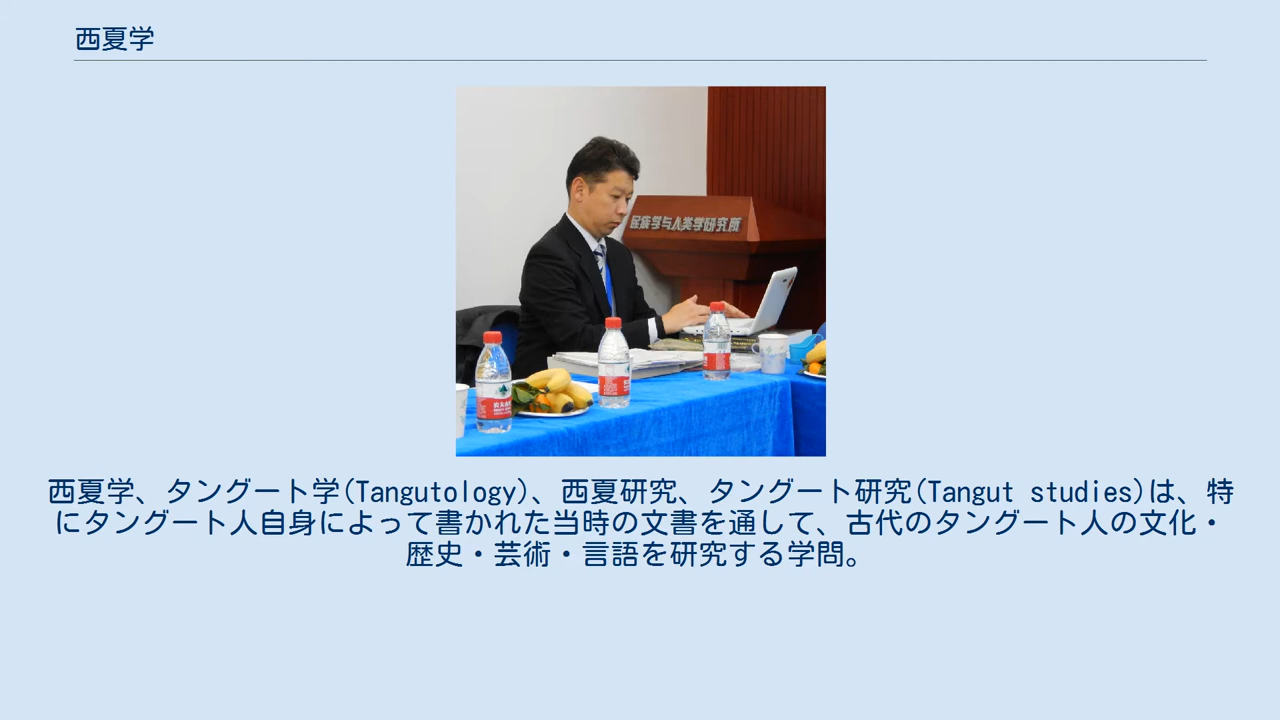 西夏学
民族学与人类学研究所
西夏学、タングート学(Tangutology)、西夏研究、タングート研究(Tangut studies)は、特
にタングート人自身によって書かれた当時の文書を通して、古代のタングート人の文化・
歴史・芸術・言語を研究する学問。